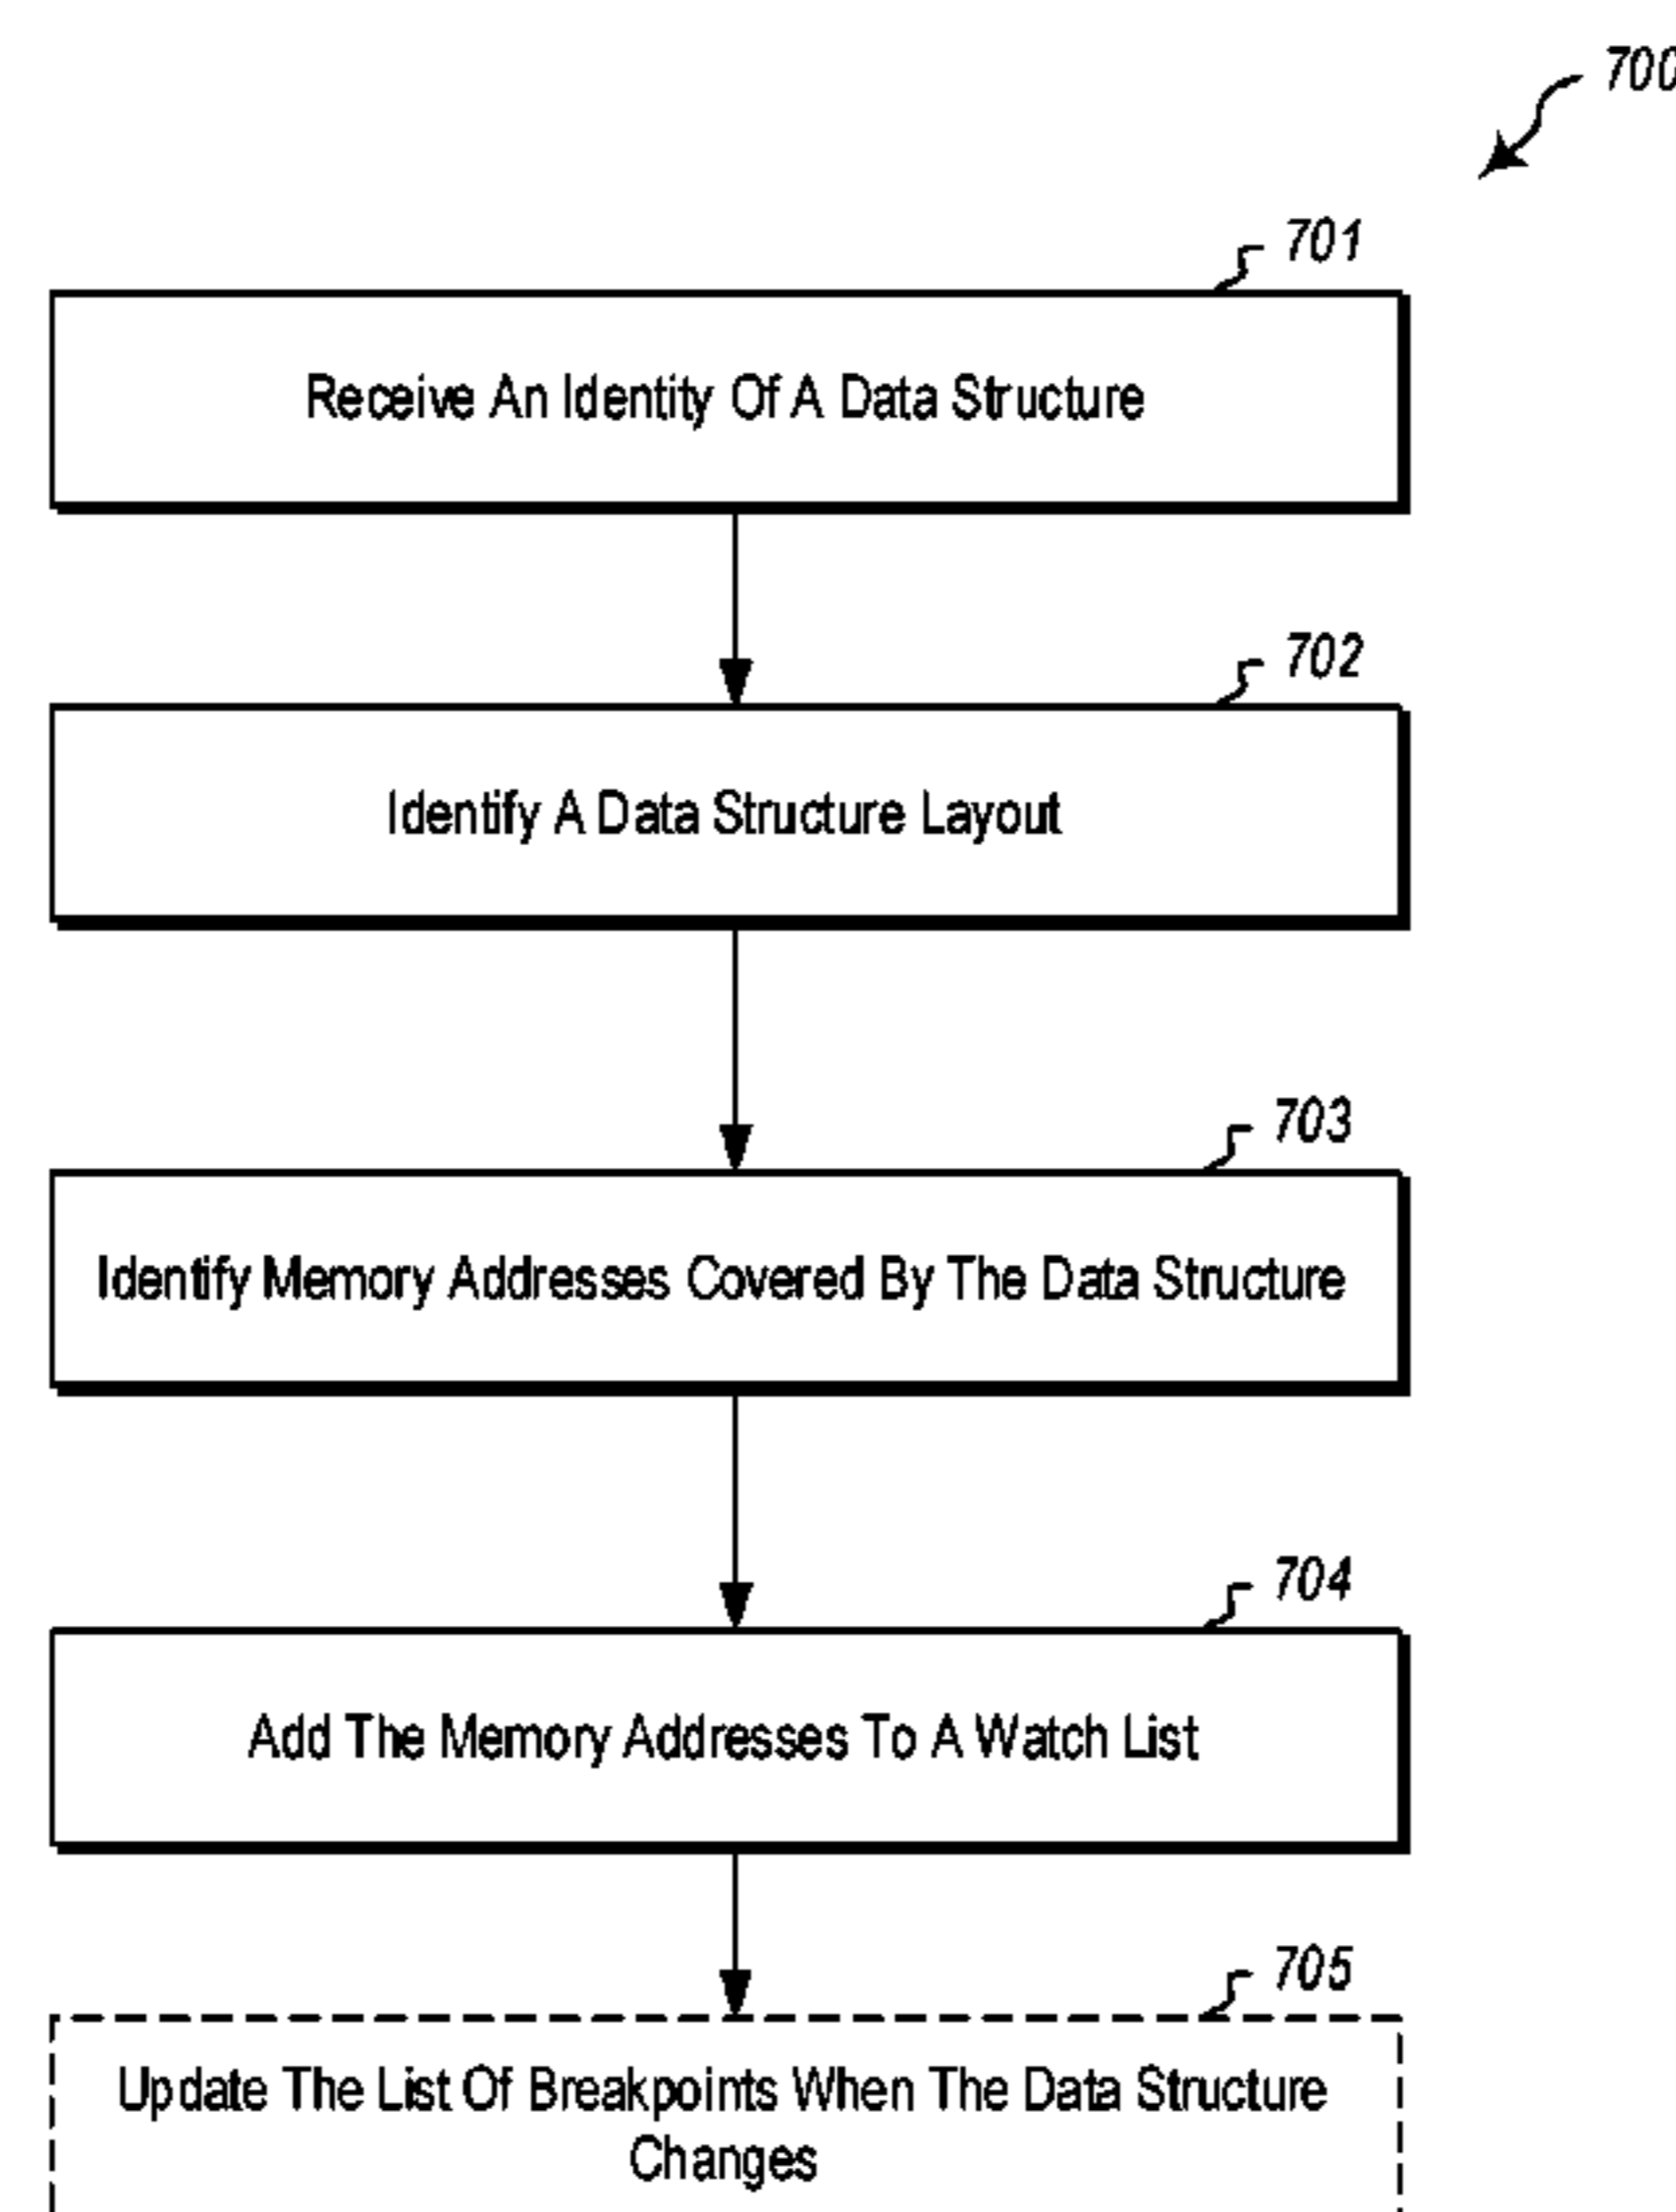 700
701
Receive An Identity Of A Data Structure
702
Identify A Data Structure Layout
703
Identify Memory Addresses Covered By The Data Structure
704
Add The Memory Addresses To A Watch List
705
Update The List Of Breakpoints When The Data Structure
Changes